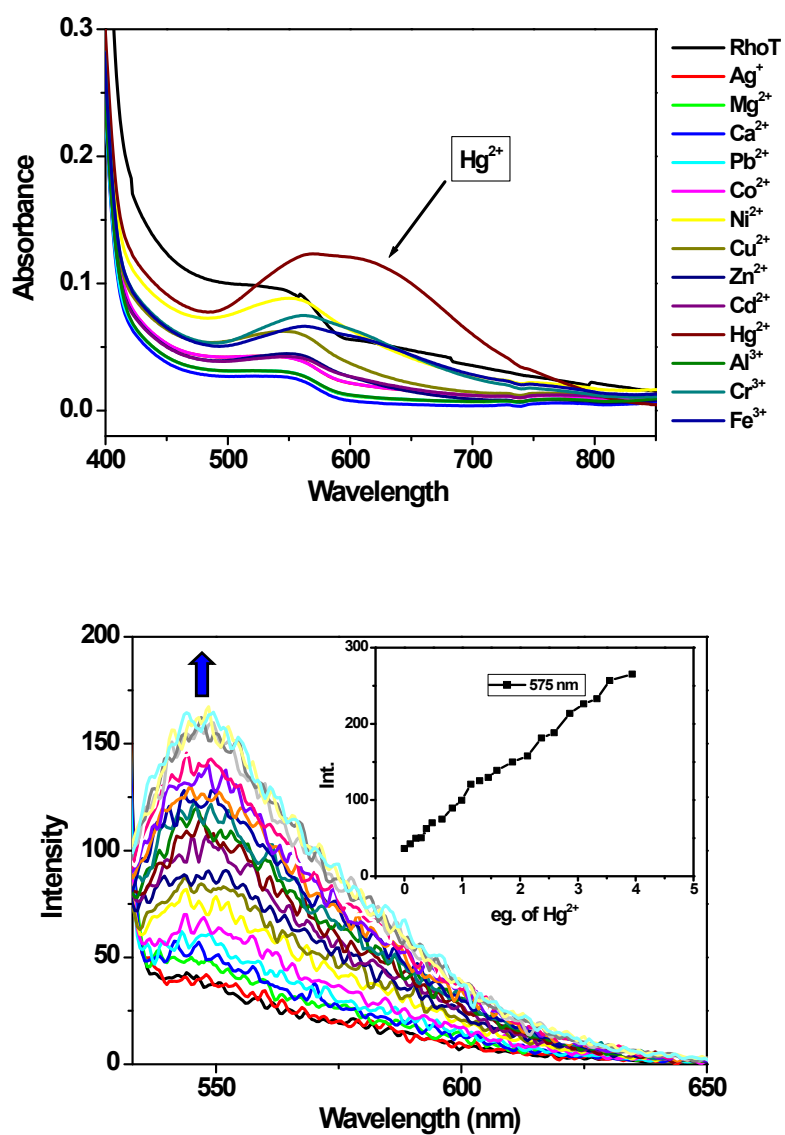 0.3
0.2
0.1
0.0
Absorbance
Hg²⁺
400 500 600 700 800
Wavelength
RhoT
Ag⁺
Mg²⁺
Ca²⁺
Pb²⁺
Co²⁺
Ni²⁺
Cu²⁺
Zn²⁺
Cd²⁺
Hg²⁺
Al³⁺
Cr³⁺
Fe³⁺
200
150
100
50
0
Intensity
550 600 650
Wavelength (nm)
300
200
100
0
Int.
575 nm
0 1 2 3 4 5
eg. of Hg²⁺